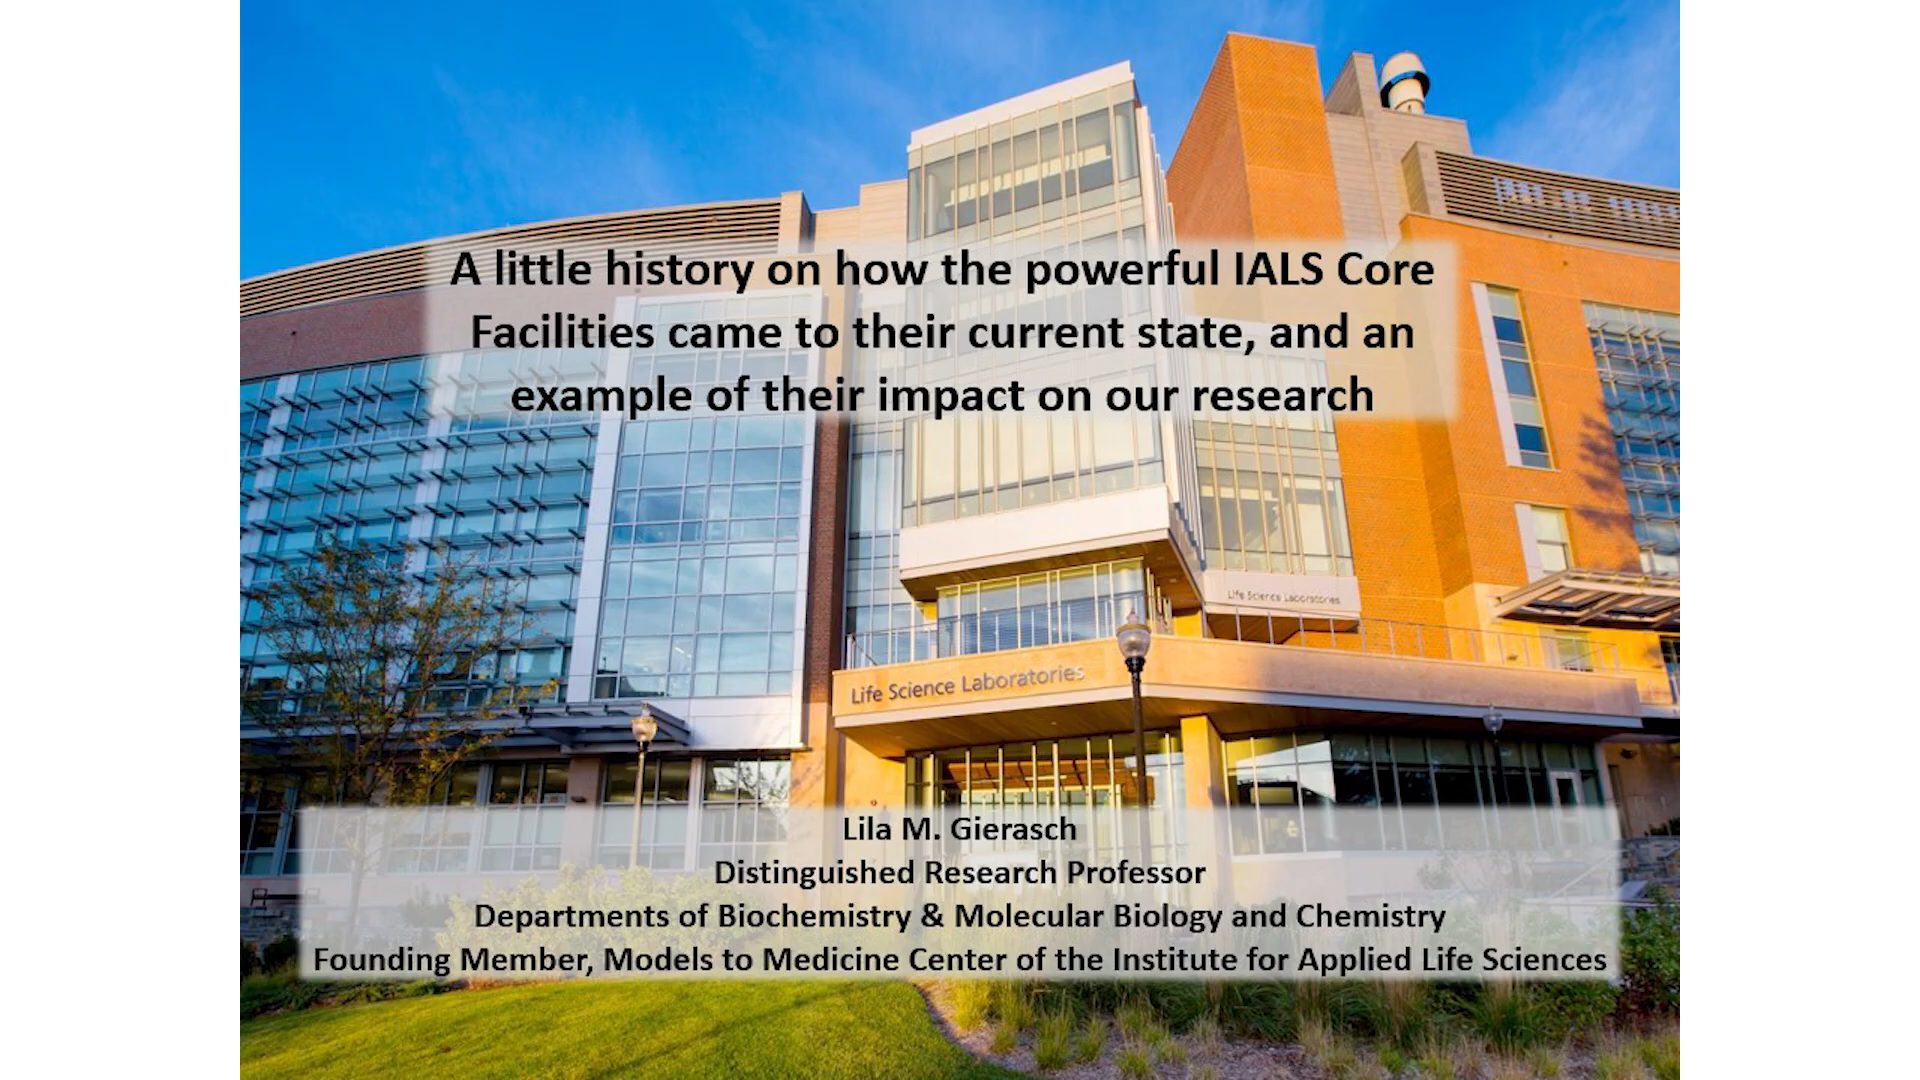 A little history on how the powerful IALS Core
Facilities came to their current state, and an
example of their impact on our research
Life Science Laboratories
Life Science Laboratories
Lila M. Gierasch
Distinguished Research Professor
Departments of Biochemistry & Molecular Biology and Chemistry
Founding Member, Models to Medicine Center of the Institute for Applied Life Sciences